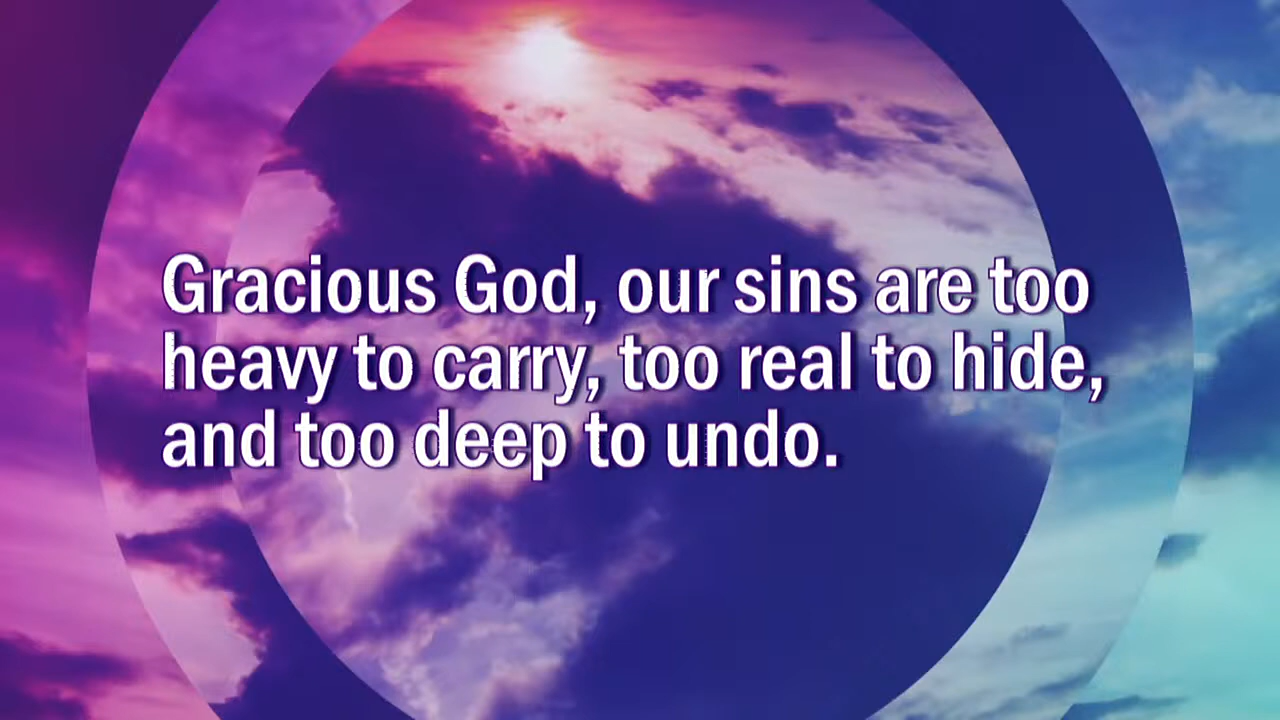 Gracious God, our sins are too
heavy to carry, too real to hide,
and too deep to undo.